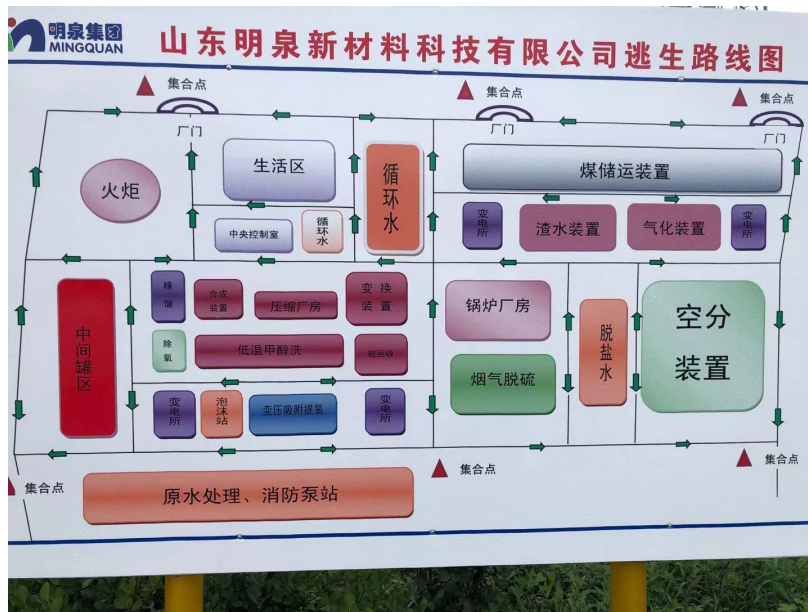 明泉集团
MINGQUAN
山东明泉新材料科技有限公司逃生路线图
集合点
集合点
集合点
厂门
厂门
厂门
火炬
生活区
循环水
煤储运装置
中央控制室
循环水
变电所
渣水装置
气化装置
变电所
中间罐区
精馏
合成装置
压缩厂房
变换装置
锅炉厂房
脱盐水
空分装置
除氧
低温甲醇洗
硫回收
烟气脱硫
变电所
泡沫站
变压吸附提氢
变电所
集合点
集合点
集合点
原水处理、消防泵站